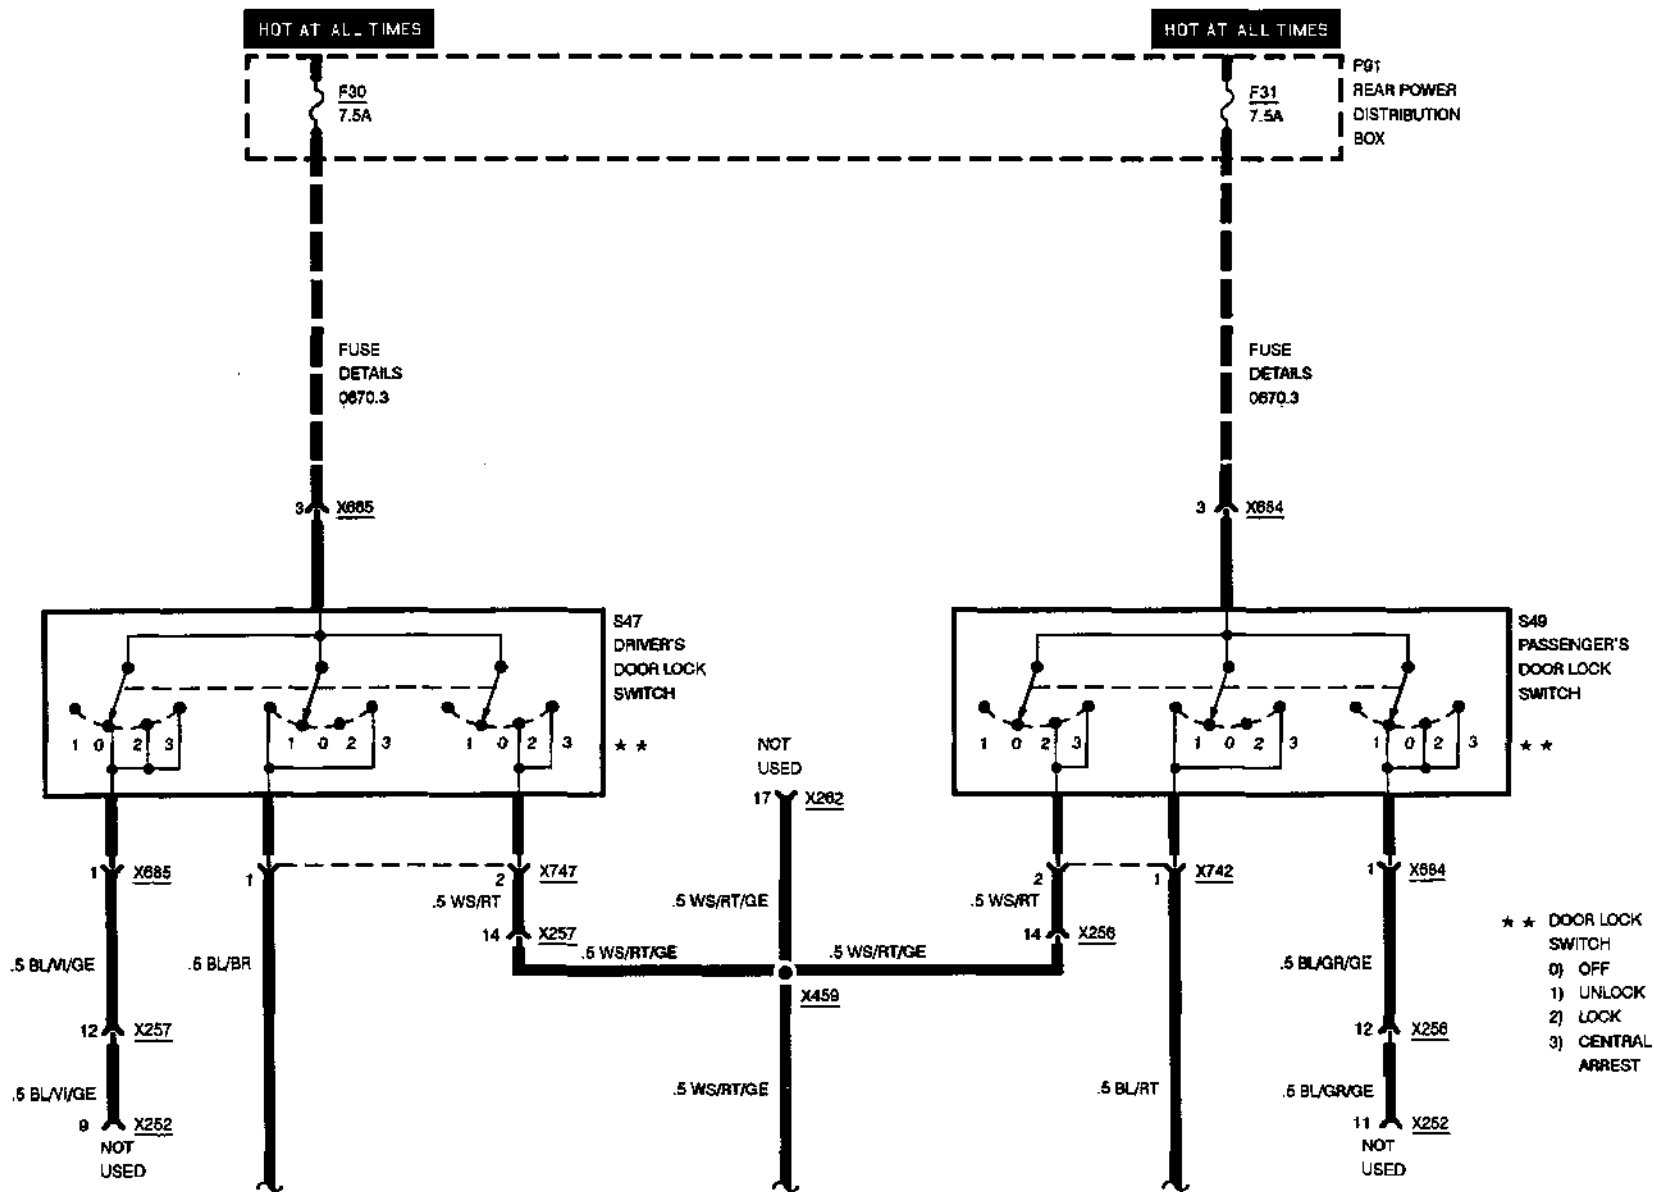 HOT AT ALL TIMES
HOT AT ALL TIMES
F30
7.5A
F31
7.5A
P91
REAR POWER
DISTRIBUTION
BOX
FUSE
DETAILS
0670.3
FUSE
DETAILS
0670.3
3 X685
3 X684
S47
DRIVER'S
DOOR LOCK
SWITCH
S49
PASSENGER'S
DOOR LOCK
SWITCH
1 0 2 3
1 0 2 3
1 0 2 3
* *
1 0 2 3
1 0 2 3
1 0 2 3
* *
NOT
USED
17 X262
1 X685
1
2 X747
2
1 X742
1 X684
.5 WS/RT
.5 WS/RT/GE
.5 WS/RT
14 X257
14 X256
.5 WS/RT/GE
.5 WS/RT/GE
X459
.5 BL/VI/GE
.5 BL/BR
.5 BL/GR/GE
12 X257
12 X256
.5 BL/VI/GE
.5 WS/RT/GE
.5 BL/RT
.5 BL/GR/GE
9 X252
NOT
USED
11 X252
NOT
USED
* * DOOR LOCK
SWITCH
0) OFF
1) UNLOCK
2) LOCK
3) CENTRAL
ARREST